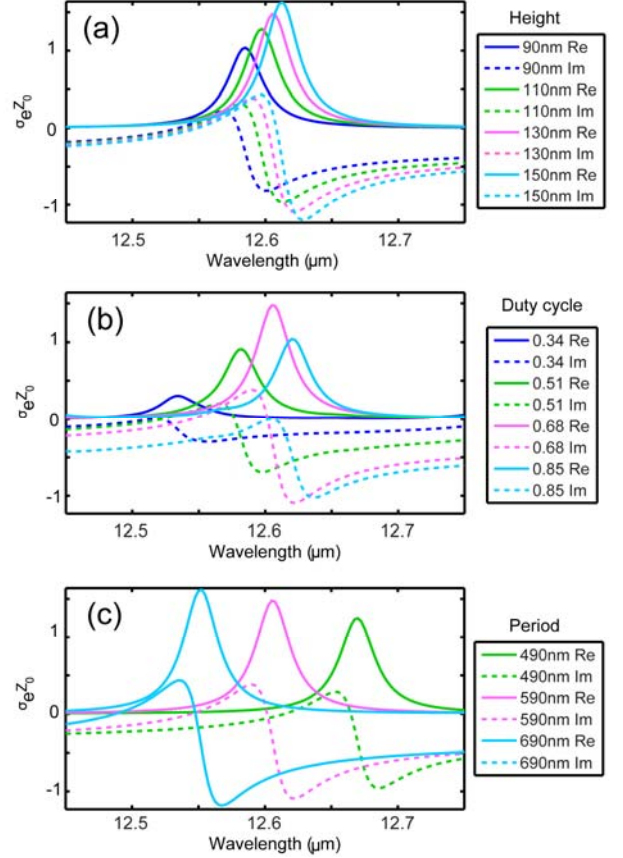 (a)
1
0
-1
σeZ0
12.5
12.6
12.7
Wavelength (μm)
Height
90nm Re
90nm Im
110nm Re
110nm Im
130nm Re
130nm Im
150nm Re
150nm Im
(b)
1
0
-1
σeZ0
12.5
12.6
12.7
Wavelength (μm)
Duty cycle
0.34 Re
0.34 Im
0.51 Re
0.51 Im
0.68 Re
0.68 Im
0.85 Re
0.85 Im
(c)
1
0
-1
σeZ0
12.5
12.6
12.7
Wavelength (μm)
Period
490nm Re
490nm Im
590nm Re
590nm Im
690nm Re
690nm Im